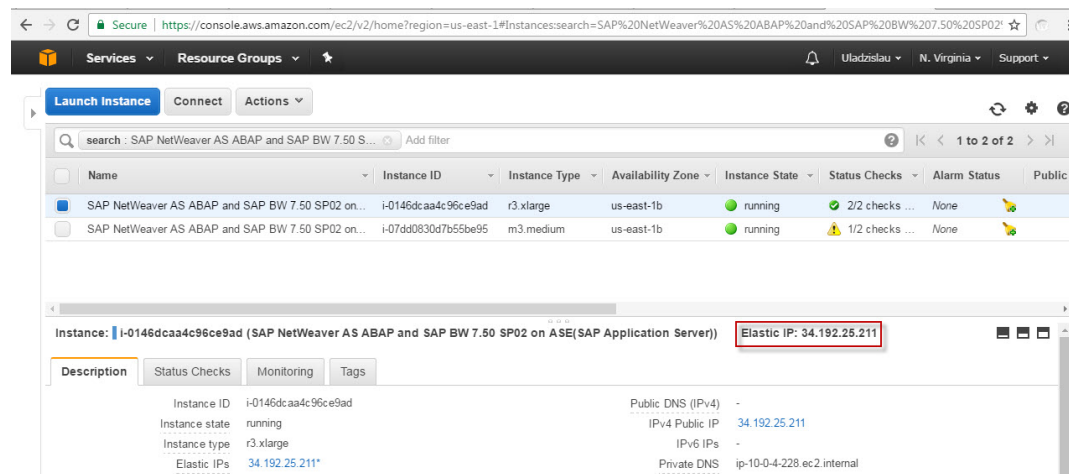 Secure | https://console.aws.amazon.com/ec2/v2/home?region=us-east-1#Instances:search=SAP%20NetWeaver%20AS%20ABAP%20and%20SAP%20BW%207.50%20SP02
Services Resource Groups Uladzislau N. Virginia Support
Launch Instance Connect Actions
search : SAP NetWeaver AS ABAP and SAP BW 7.50 S... Add filter 1 to 2 of 2
Name Instance ID Instance Type Availability Zone Instance State Status Checks Alarm Status Public
SAP NetWeaver AS ABAP and SAP BW 7.50 SP02 on... i-0146dcaa4c96ce9ad r3.xlarge us-east-1b running 2/2 checks ... None
SAP NetWeaver AS ABAP and SAP BW 7.50 SP02 on... i-07dd0830d7b55be95 m3.medium us-east-1b running 1/2 checks ... None
Instance: i-0146dcaa4c96ce9ad (SAP NetWeaver AS ABAP and SAP BW 7.50 SP02 on ASE(SAP Application Server)) Elastic IP: 34.192.25.211
Description Status Checks Monitoring Tags
Instance ID i-0146dcaa4c96ce9ad Public DNS (IPv4) -
Instance state running IPv4 Public IP 34.192.25.211
Instance type r3.xlarge IPv6 IPs -
Elastic IPs 34.192.25.211* Private DNS ip-10-0-4-228.ec2.internal